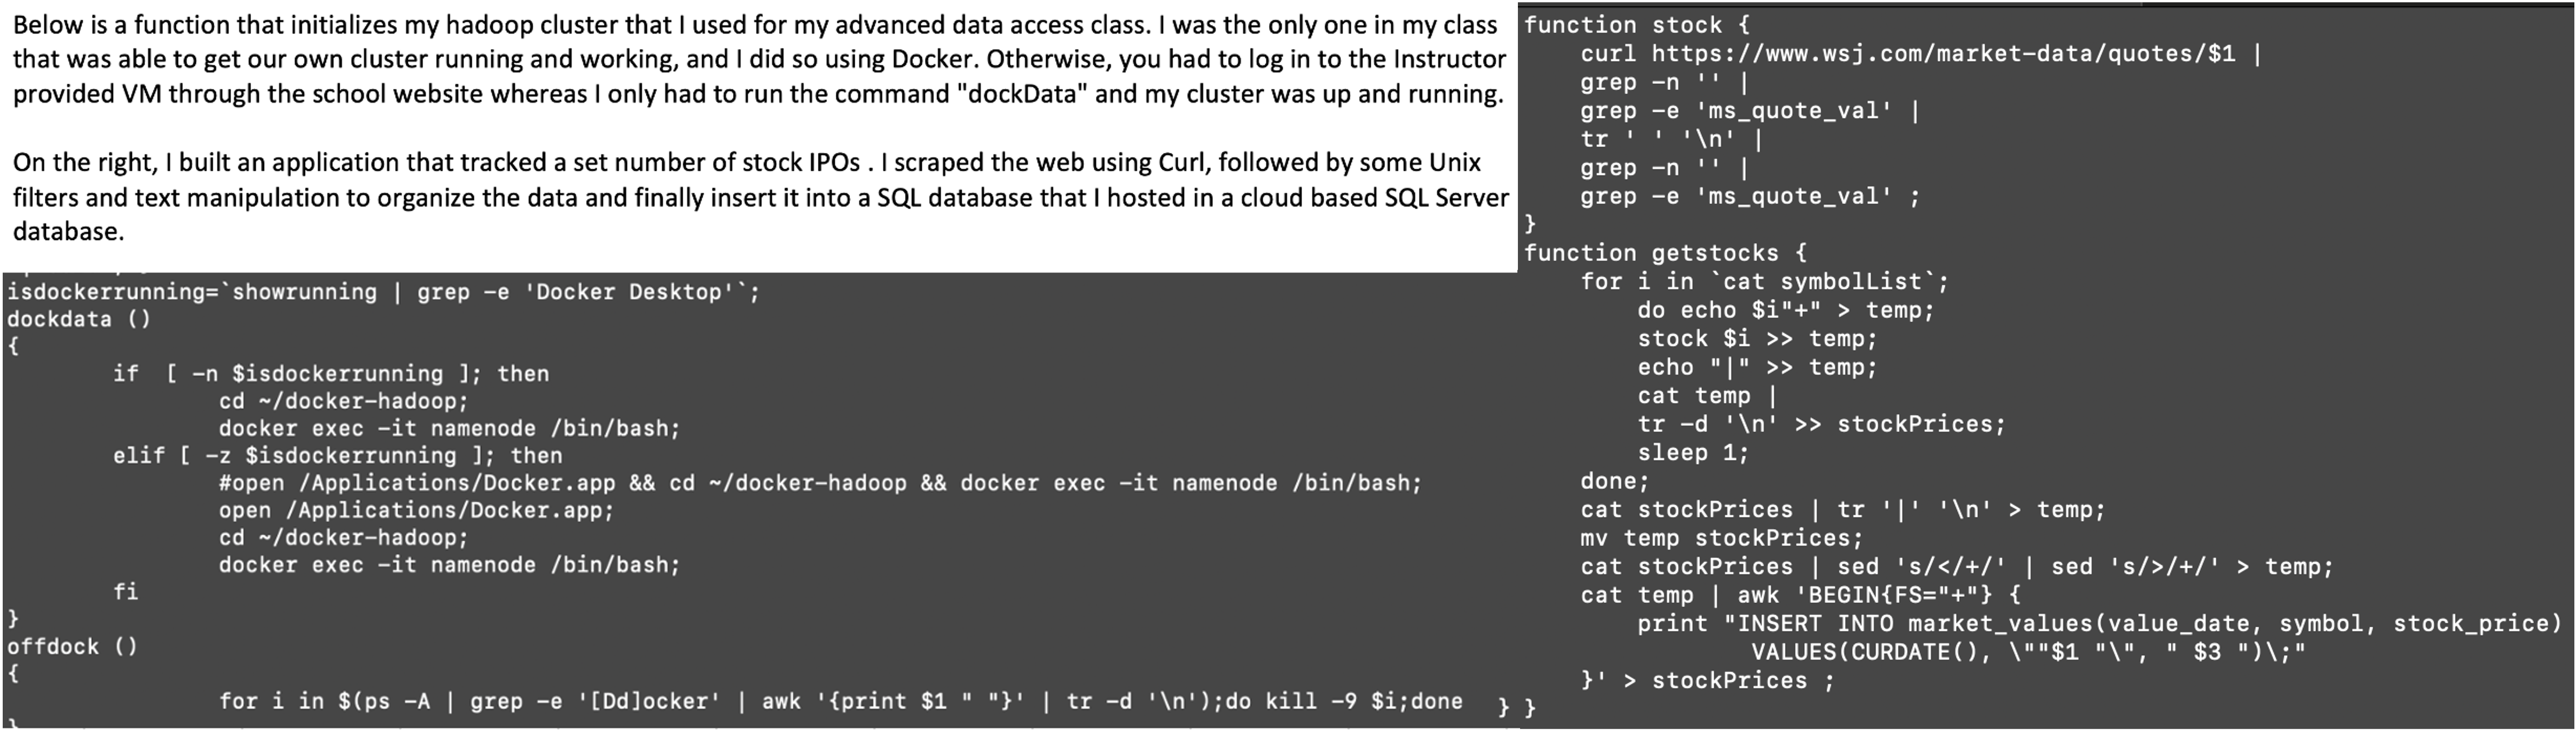 Below is a function that initializes my hadoop cluster that I used for my advanced data access class. I was the only one in my class
that was able to get our own cluster running and working, and I did so using Docker. Otherwise, you had to log in to the Instructor
provided VM through the school website whereas I only had to run the command "dockData" and my cluster was up and running.
On the right, I built an application that tracked a set number of stock IPOs . I scraped the web using Curl, followed by some Unix
filters and text manipulation to organize the data and finally insert it into a SQL database that I hosted in a cloud based SQL Server
database.
isdockerrunning=`showrunning | grep -e 'Docker Desktop'`;
dockdata ()
{
        if  [ -n $isdockerrunning ]; then
                cd ~/docker-hadoop;
                docker exec -it namenode /bin/bash;
        elif [ -z $isdockerrunning ]; then
                #open /Applications/Docker.app && cd ~/docker-hadoop && docker exec -it namenode /bin/bash;
                open /Applications/Docker.app;
                cd ~/docker-hadoop;
                docker exec -it namenode /bin/bash;
        fi
}
offdock ()
{
                for i in $(ps -A | grep -e '[Dd]ocker' | awk '{print $1 " "}' | tr -d '\n');do kill -9 $i;done
}
function stock {
    curl https://www.wsj.com/market-data/quotes/$1 |
    grep -n '' |
    grep -e 'ms_quote_val' |
    tr ' ' '\n' |
    grep -n '' |
    grep -e 'ms_quote_val' ;
}
function getstocks {
    for i in `cat symbolList`;
        do echo $i"+" > temp;
        stock $i >> temp;
        echo "|" >> temp;
        cat temp |
        tr -d '\n' >> stockPrices;
        sleep 1;
    done;
    cat stockPrices | tr '|' '\n' > temp;
    mv temp stockPrices;
    cat stockPrices | sed 's/</+/' | sed 's/>/+/' > temp;
    cat temp | awk 'BEGIN{FS="+"} {
        print "INSERT INTO market_values(value_date, symbol, stock_price)
                VALUES(CURDATE(), \""$1 "\", " $3 ")\;"
    }' > stockPrices ;
} }